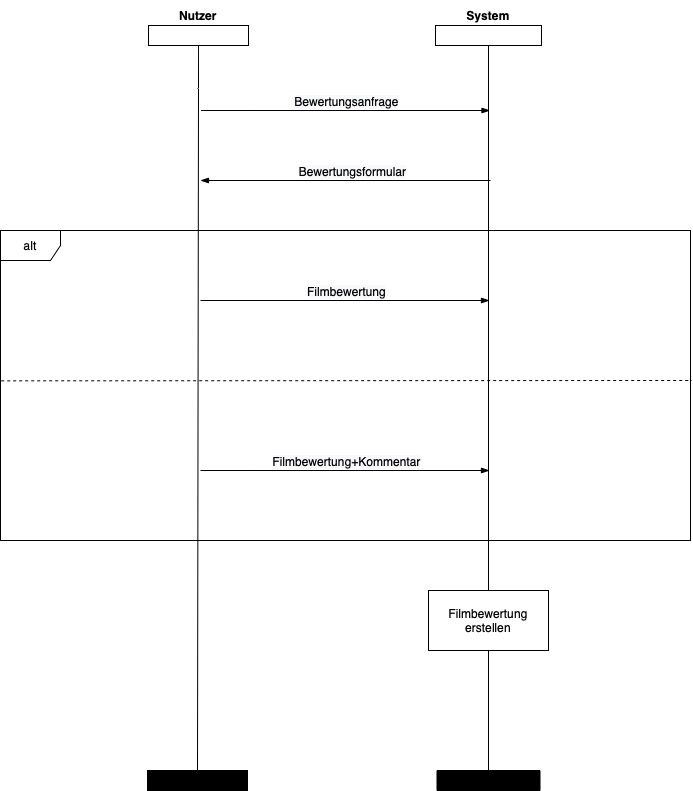 Nutzer
System
Bewertungsanfrage
Bewertungsformular
alt
Filmbewertung
Filmbewertung+Kommentar
Filmbewertung
erstellen